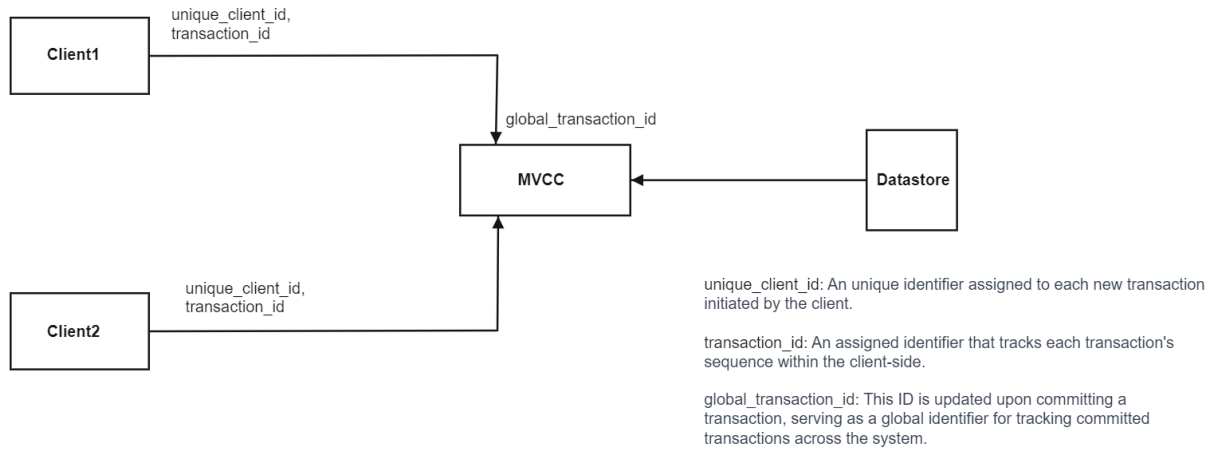 unique_client_id,
transaction_id
Client1
global_transaction_id
MVCC
Datastore
unique_client_id,
transaction_id
Client2
unique_client_id: An unique identifier assigned to each new transaction
initiated by the client.
transaction_id: An assigned identifier that tracks each transaction's
sequence within the client-side.
global_transaction_id: This ID is updated upon committing a
transaction, serving as a global identifier for tracking committed
transactions across the system.